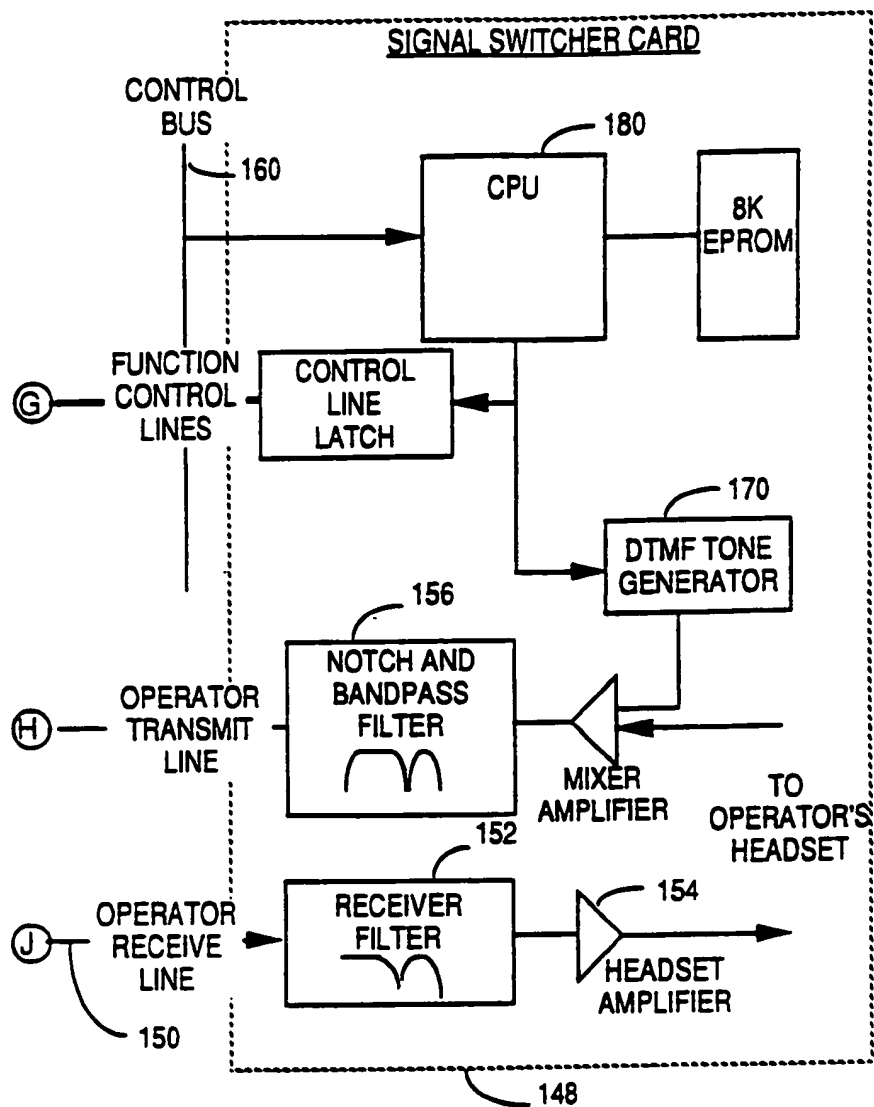 SIGNAL SWITCHER CARD
CONTROL
BUS
160
180
CPU
8K
EPROM
FUNCTION
CONTROL
LINES
G
CONTROL
LINE
LATCH
170
DTMF TONE
GENERATOR
156
NOTCH AND
BANDPASS
FILTER
OPERATOR
TRANSMIT
LINE
H
MIXER
AMPLIFIER
TO
OPERATOR'S
HEADSET
152
RECEIVER
FILTER
154
OPERATOR
RECEIVE
LINE
J
HEADSET
AMPLIFIER
150
148